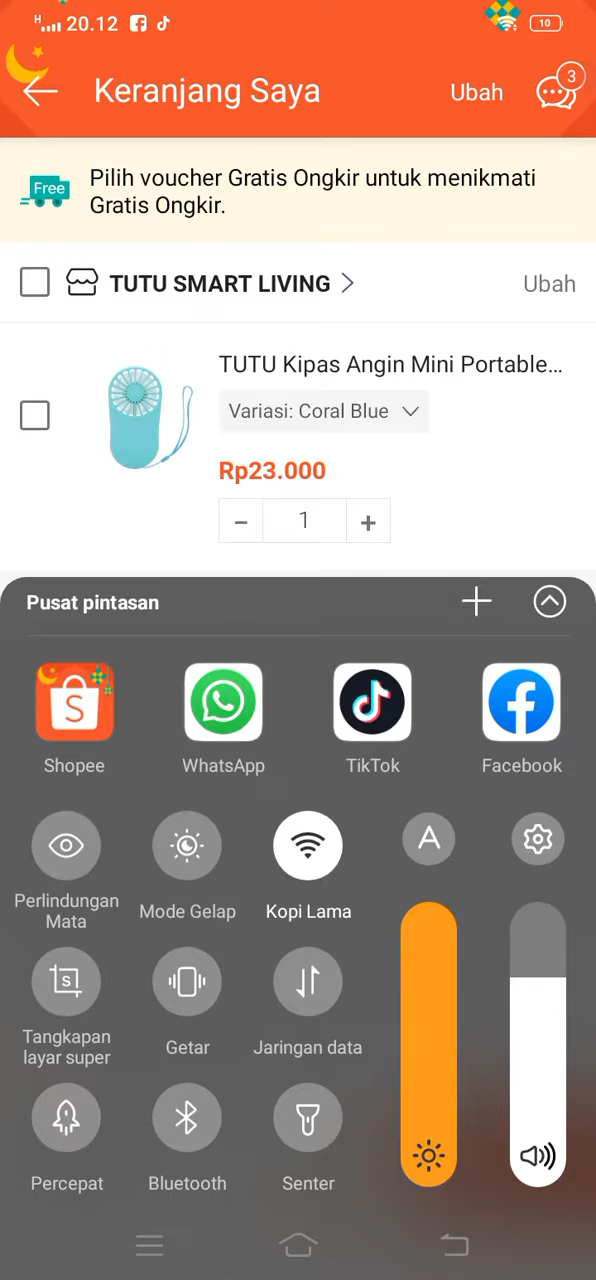 H 20.12 10
Keranjang Saya Ubah 3
Free Pilih voucher Gratis Ongkir untuk menikmati
Gratis Ongkir.
TUTU SMART LIVING Ubah
TUTU Kipas Angin Mini Portable...
Variasi: Coral Blue
Rp23.000
− 1 +
Pusat pintasan
Shopee WhatsApp TikTok Facebook
A
Perlindungan
Mata
Mode Gelap
Kopi Lama
S
Tangkapan
layar super
Getar
Jaringan data
Percepat
Bluetooth
Senter